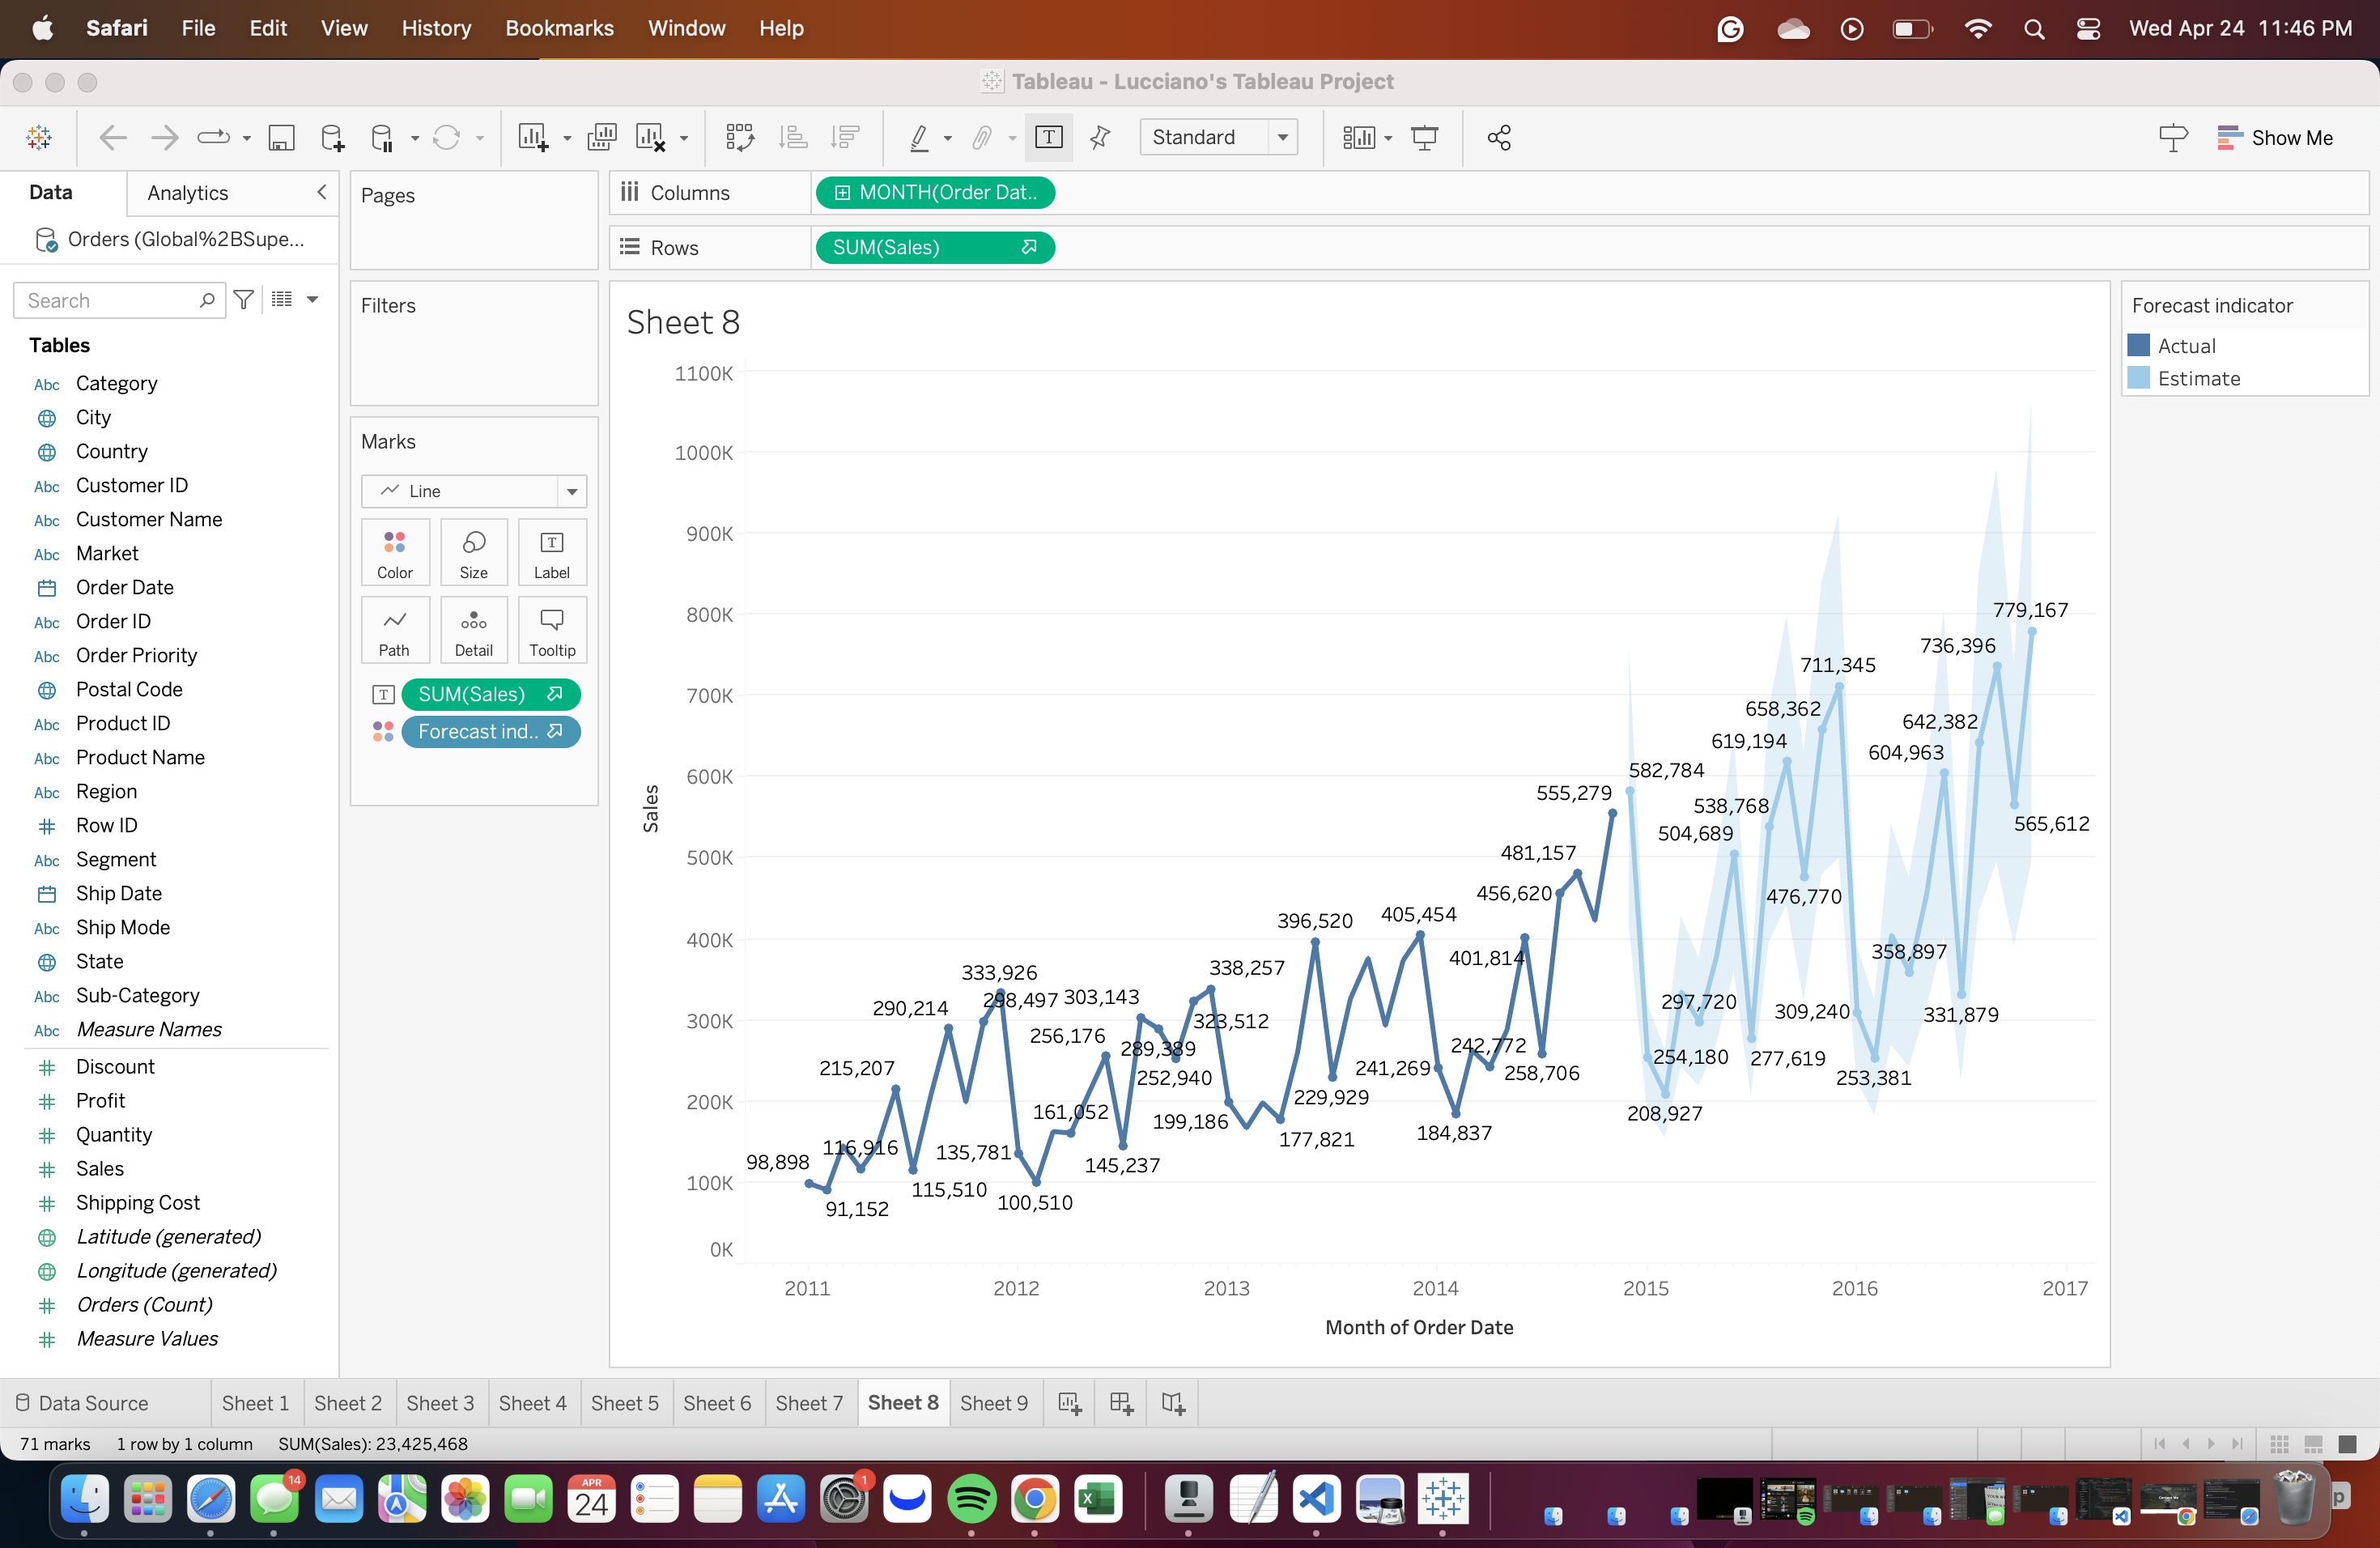 Safari File Edit View History Bookmarks Window Help Wed Apr 24 11:46 PM
Tableau - Lucciano's Tableau Project
Standard Show Me
Data Analytics
Orders (Global%2BSupe...
Search
Tables
Abc Category
City
Country
Abc Customer ID
Abc Customer Name
Abc Market
Order Date
Abc Order ID
Abc Order Priority
Postal Code
Abc Product ID
Abc Product Name
Abc Region
Row ID
Abc Segment
Ship Date
Abc Ship Mode
State
Abc Sub-Category
Abc Measure Names
Discount
Profit
Quantity
Sales
Shipping Cost
Latitude (generated)
Longitude (generated)
Orders (Count)
Measure Values
Pages
Filters
Marks
Line
Color Size Label
Path Detail Tooltip
SUM(Sales)
Forecast ind..
Columns MONTH(Order Dat..
Rows SUM(Sales)
Sheet 8
1100K
1000K
900K
800K
700K
600K
500K
400K
300K
200K
100K
0K
Sales
98,898
91,152
116,916
215,207
115,510
290,214
298,497
333,926
135,781
100,510
161,052
256,176
145,237
303,143
289,389
252,940
323,512
338,257
199,186
177,821
396,520
229,929
405,454
241,269
184,837
242,772
401,814
258,706
456,620
481,157
555,279
582,784
254,180
208,927
297,720
504,689
277,619
538,768
619,194
476,770
658,362
711,345
309,240
253,381
358,897
604,963
331,879
642,382
736,396
565,612
779,167
2011 2012 2013 2014 2015 2016 2017
Month of Order Date
Forecast indicator
Actual
Estimate
Data Source Sheet 1 Sheet 2 Sheet 3 Sheet 4 Sheet 5 Sheet 6 Sheet 7 Sheet 8 Sheet 9
71 marks 1 row by 1 column SUM(Sales): 23,425,468
14
APR
24
1